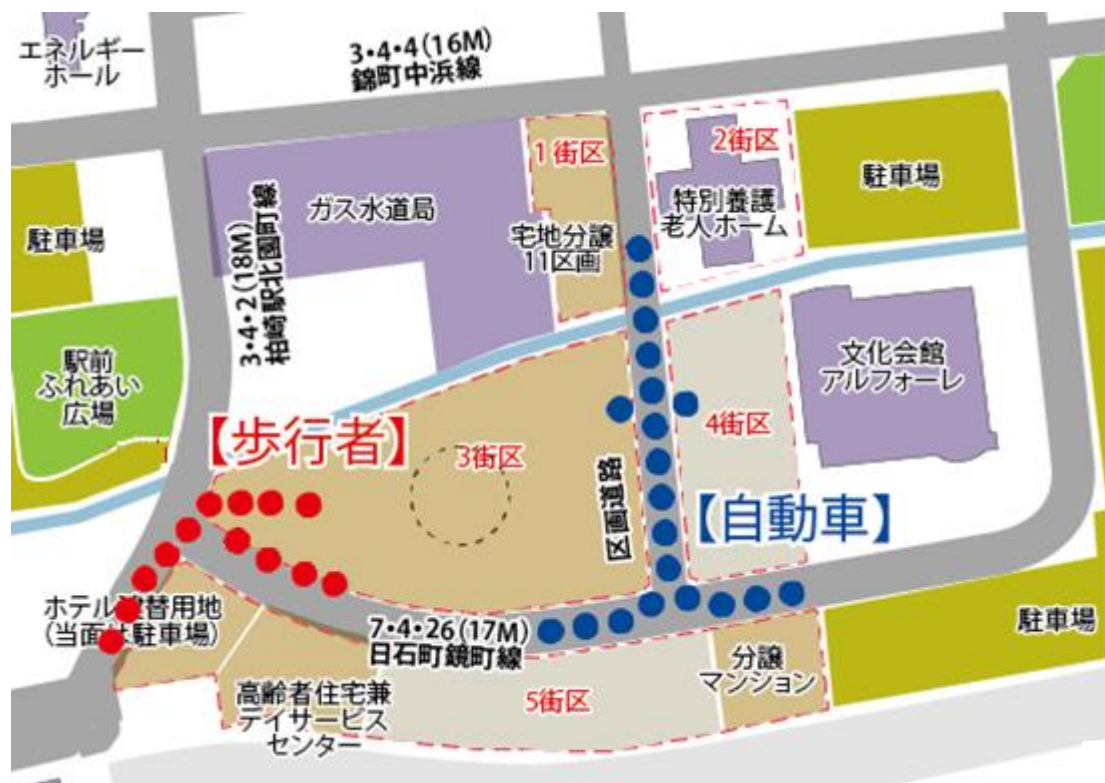 エネルギー
ホール
3・4・4(16M)
錦町中浜線
1街区
2街区
駐車場
ガス水道局
特別養護
老人ホーム
宅地分譲
11区画
駐車場
3・4・2(18M)
柏崎駅北園町線
駅前
ふれあい
広場
文化会館
アルフォーレ
【歩行者】
3街区
4街区
区画道路
【自動車】
ホテル建替用地
(当面は駐車場)
7・4・26(17M)
日石町鏡町線
駐車場
分譲
マンション
高齢者住宅兼
デイサービス
センター
5街区